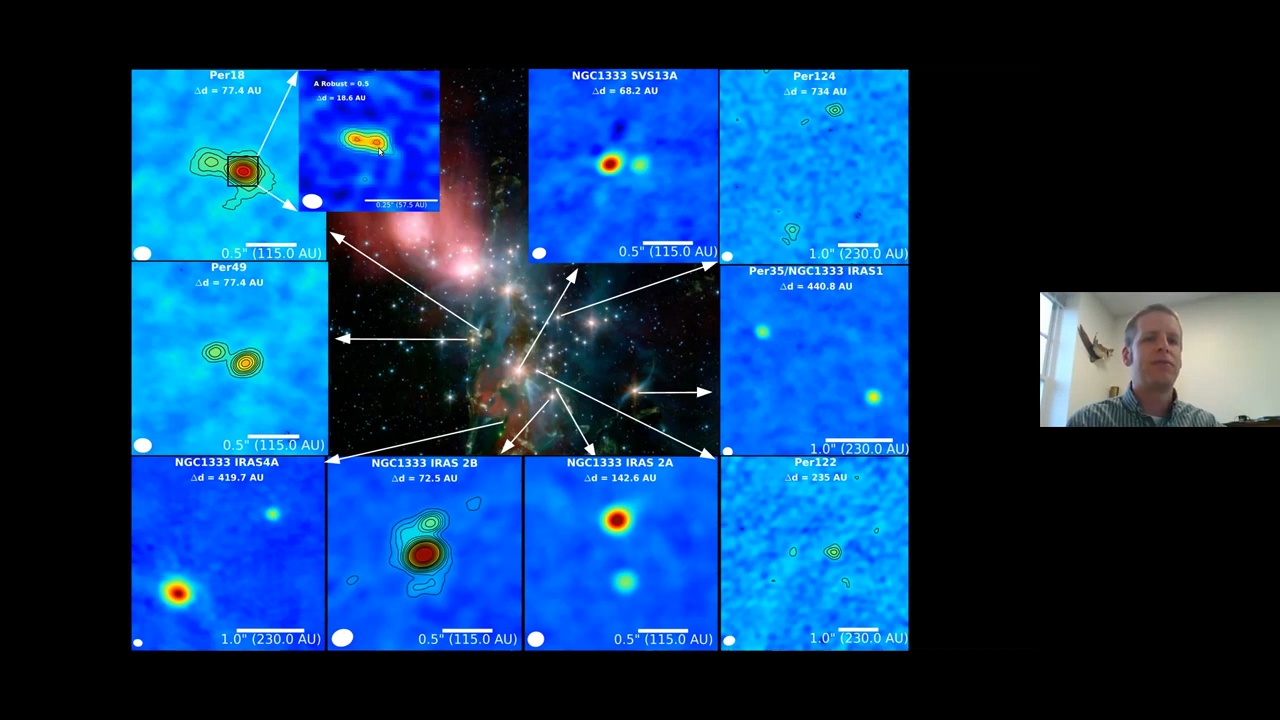 Per18
Δd = 77.4 AU
0.5" (115.0 AU)
A Robust = 0.5
Δd = 18.6 AU
0.25" (57.5 AU)
NGC1333 SVS13A
Δd = 68.2 AU
0.5" (115.0 AU)
Per124
Δd = 734 AU
1.0" (230.0 AU)
Per49
Δd = 77.4 AU
0.5" (115.0 AU)
Per35/NGC1333 IRAS1
Δd = 440.8 AU
1.0" (230.0 AU)
NGC1333 IRAS4A
Δd = 419.7 AU
1.0" (230.0 AU)
NGC1333 IRAS 2B
Δd = 72.5 AU
0.5" (115.0 AU)
NGC1333 IRAS 2A
Δd = 142.6 AU
0.5" (115.0 AU)
Per122
Δd = 235 AU
1.0" (230.0 AU)